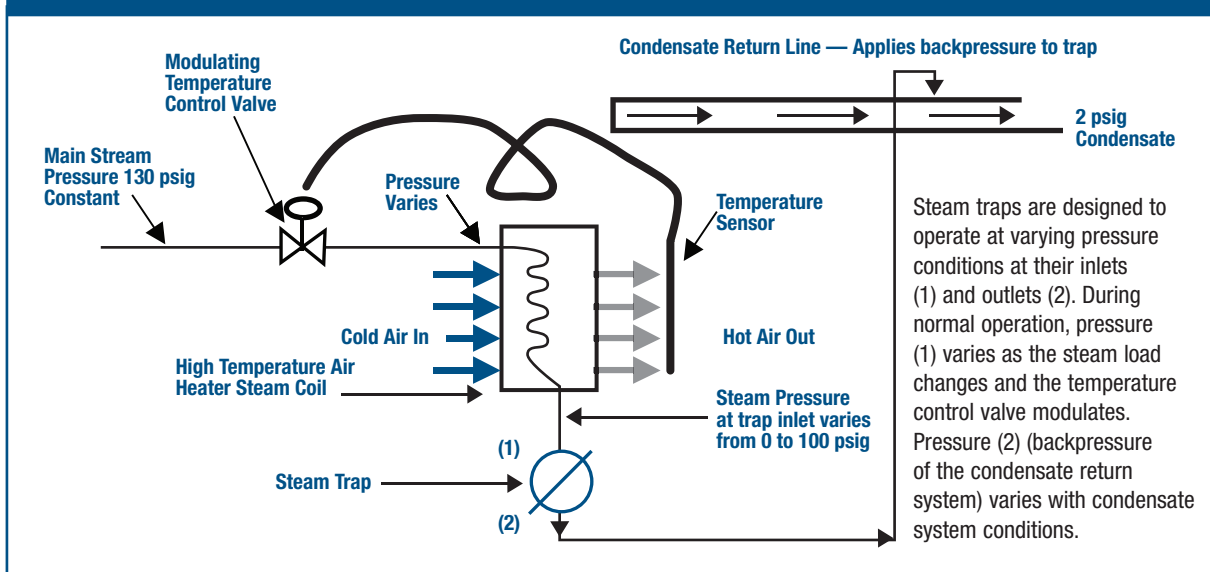 Condensate Return Line — Applies backpressure to trap
Modulating
Temperature
Control Valve
2 psig
Condensate
Main Stream
Pressure 130 psig
Constant
Pressure
Varies
Temperature
Sensor
Cold Air In
Hot Air Out
High Temperature Air
Heater Steam Coil
Steam Pressure
at trap inlet varies
from 0 to 100 psig
(1)
Steam Trap
(2)
Steam traps are designed to
operate at varying pressure
conditions at their inlets
(1) and outlets (2). During
normal operation, pressure
(1) varies as the steam load
changes and the temperature
control valve modulates.
Pressure (2) (backpressure
of the condensate return
system) varies with condensate
system conditions.